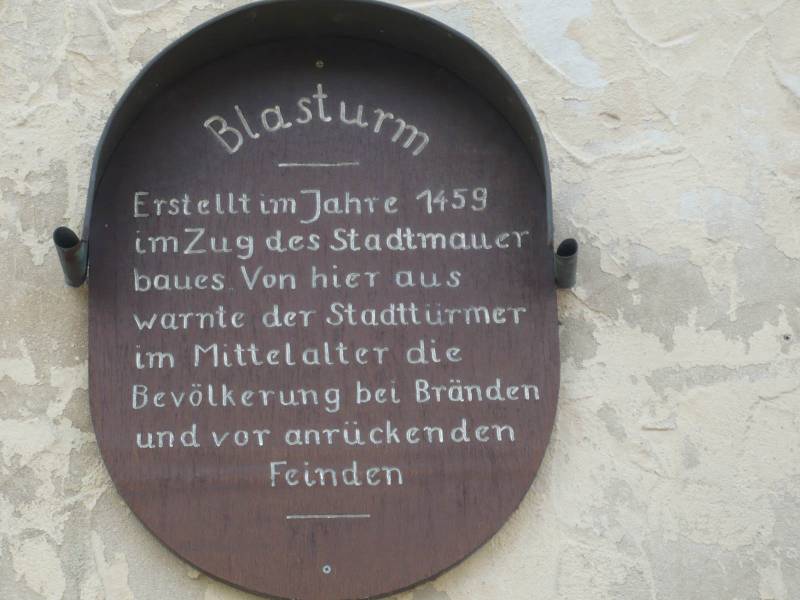 Blasturm
Erstellt im Jahre 1459
im Zug des Stadtmauer
baues. Von hier aus
warnte der Stadttürmer
im Mittelalter die
Bevölkerung bei Bränden
und vor anrückenden
Feinden